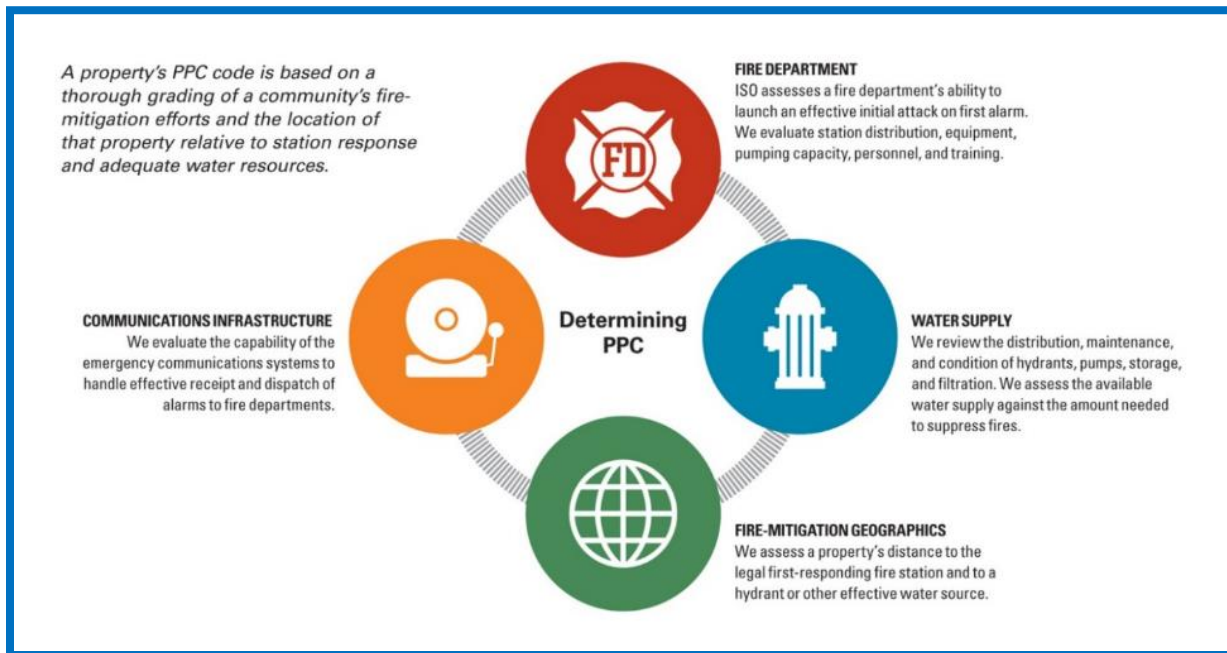 A property's PPC code is based on a
thorough grading of a community's fire-
mitigation efforts and the location of
that property relative to station response
and adequate water resources.
FIRE DEPARTMENT
ISO assesses a fire department's ability to
launch an effective initial attack on first alarm.
We evaluate station distribution, equipment,
pumping capacity, personnel, and training.
FD
COMMUNICATIONS INFRASTRUCTURE
We evaluate the capability of the
emergency communications systems to
handle effective receipt and dispatch of
alarms to fire departments.
Determining
PPC
WATER SUPPLY
We review the distribution, maintenance,
and condition of hydrants, pumps, storage,
and filtration. We assess the available
water supply against the amount needed
to suppress fires.
FIRE-MITIGATION GEOGRAPHICS
We assess a property's distance to the
legal first-responding fire station and to a
hydrant or other effective water source.